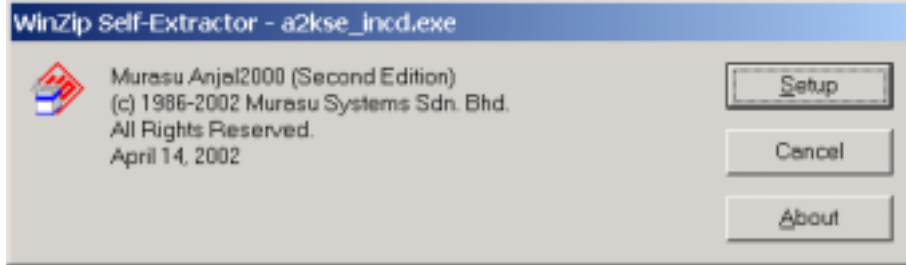 WinZip Self-Extractor - a2kse_incd.exe
Murasu Anjal2000 (Second Edition)
(c) 1986-2002 Murasu Systems Sdn. Bhd.
All Rights Reserved.
April 14, 2002
Setup
Cancel
About